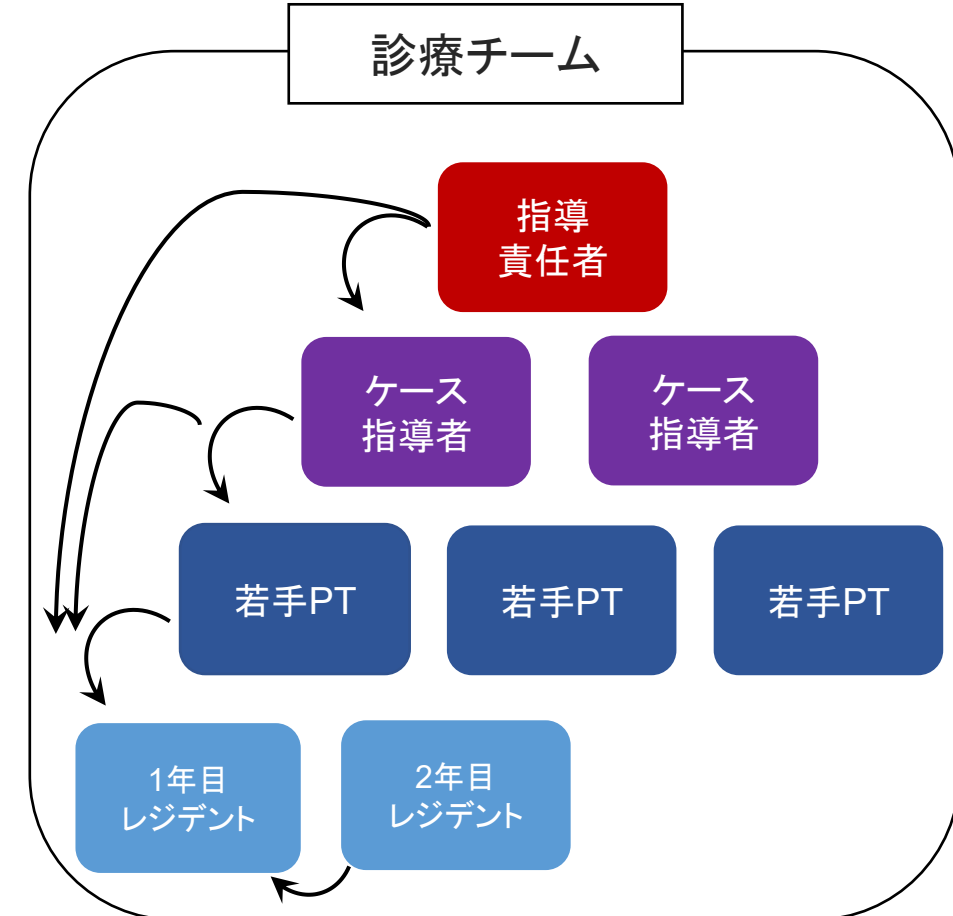 診療チーム
指導
責任者
ケース
指導者
ケース
指導者
若手PT
若手PT
若手PT
1年目
レジデント
2年目
レジデント